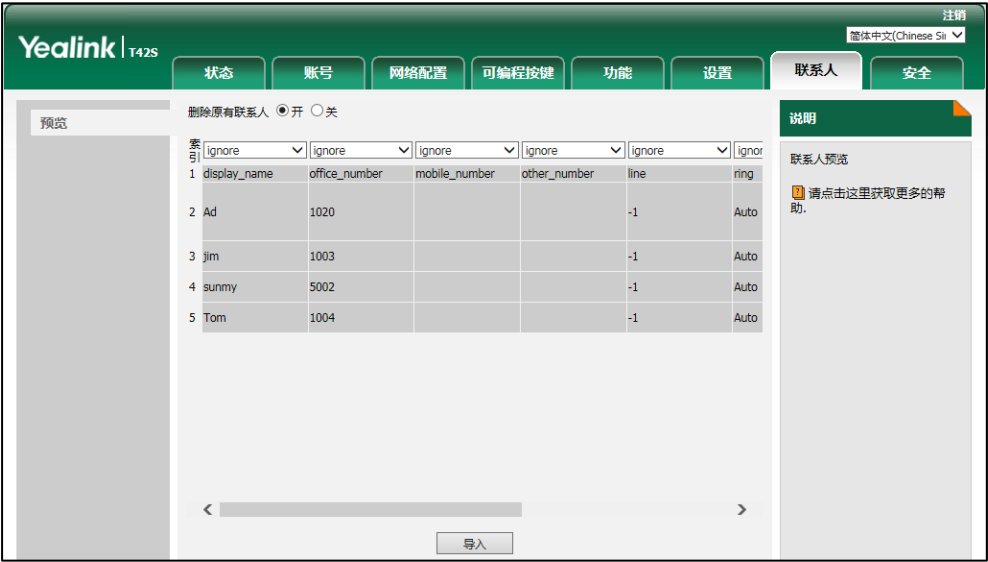 注销
Yealink T42S
简体中文(Chinese Sii
状态 账号 网络配置 可编程按键 功能 设置 联系人 安全
预览
删除原有联系人 开 关
索引 ignore ignore ignore ignore ignore ignor
1 display_name office_number mobile_number other_number line ring
2 Ad 1020 -1 Auto
3 jim 1003 -1 Auto
4 sunmy 5002 -1 Auto
5 Tom 1004 -1 Auto
导入
说明
联系人预览
请点击这里获取更多的帮
助.